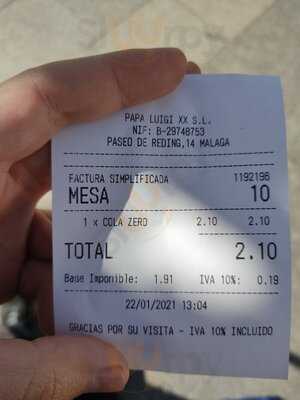 PAPA LUIGI XX S.L.
NIF: B-29748753
PASEO DE REDING,14 MALAGA
FACTURA SIMPLIFICADA 1192196
MESA 10
1 x COLA ZERO 2.10 2.10
TOTAL 2.10
Base Imponible: 1.91 IVA 10%: 0.19
22/01/2021 13:04
GRACIAS POR SU VISITA - IVA 10% INCLUIDO